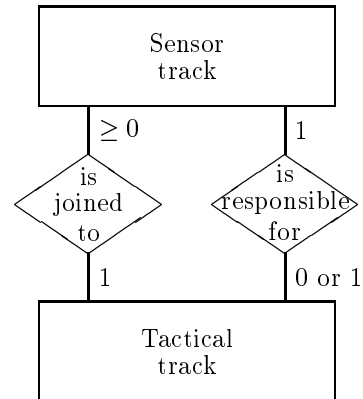 Sensor
track
≥ 0
1
is
joined
to
is
responsible
for
1
0 or 1
Tactical
track